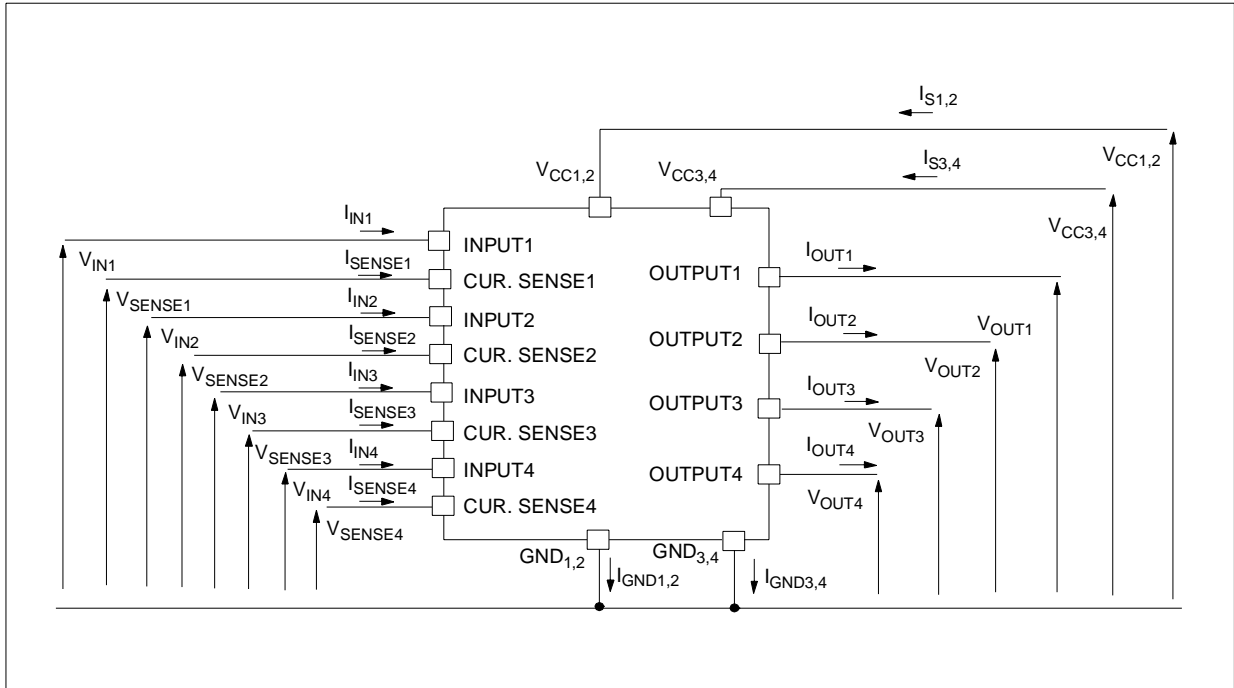 I_S1,2
I_S3,4
V_CC1,2
V_CC3,4
V_CC1,2
V_CC3,4
I_IN1
V_IN1
INPUT1
I_SENSE1
V_SENSE1
CUR. SENSE1
I_IN2
V_IN2
INPUT2
I_SENSE2
V_SENSE2
CUR. SENSE2
I_IN3
V_IN3
INPUT3
I_SENSE3
V_SENSE3
CUR. SENSE3
I_IN4
V_IN4
INPUT4
I_SENSE4
V_SENSE4
CUR. SENSE4
OUTPUT1
I_OUT1
V_OUT1
OUTPUT2
I_OUT2
V_OUT2
OUTPUT3
I_OUT3
V_OUT3
OUTPUT4
I_OUT4
V_OUT4
GND_1,2
GND_3,4
I_GND1,2
I_GND3,4